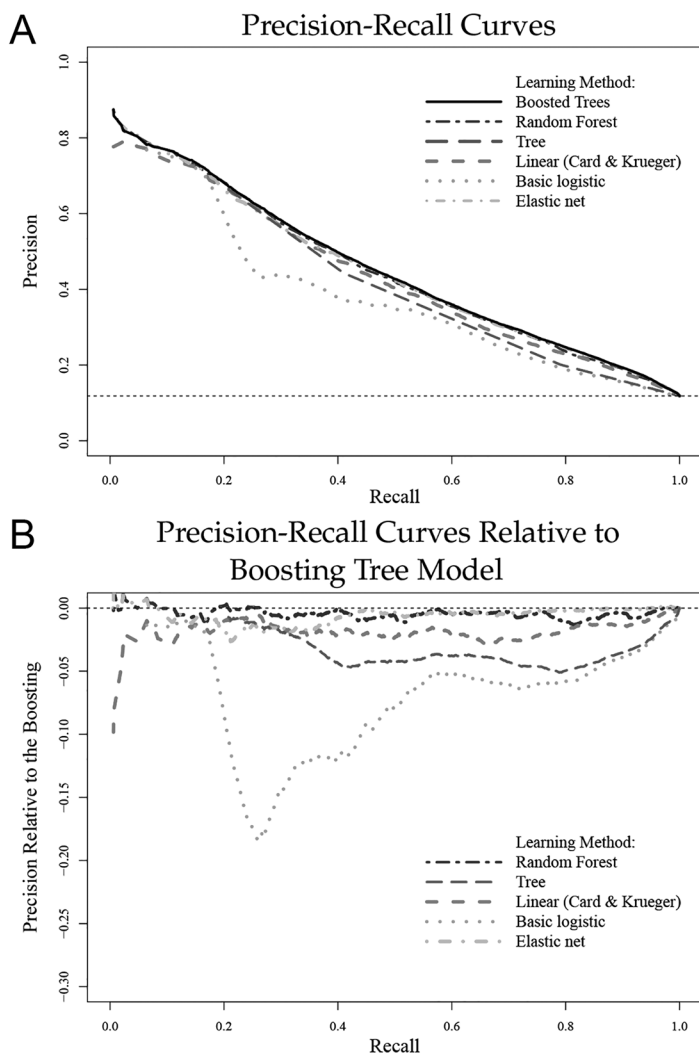 A
Precision-Recall Curves
1.0
0.8
0.6
0.4
0.2
0.0
Precision
Learning Method:
Boosted Trees
Random Forest
Tree
Linear (Card & Krueger)
Basic logistic
Elastic net
0.0 0.2 0.4 0.6 0.8 1.0
Recall
B
Precision-Recall Curves Relative to
Boosting Tree Model
0.00
−0.05
−0.10
−0.15
−0.20
−0.25
−0.30
Precision Relative to the Boosting
Learning Method:
Random Forest
Tree
Linear (Card & Krueger)
Basic logistic
Elastic net
0.0 0.2 0.4 0.6 0.8 1.0
Recall